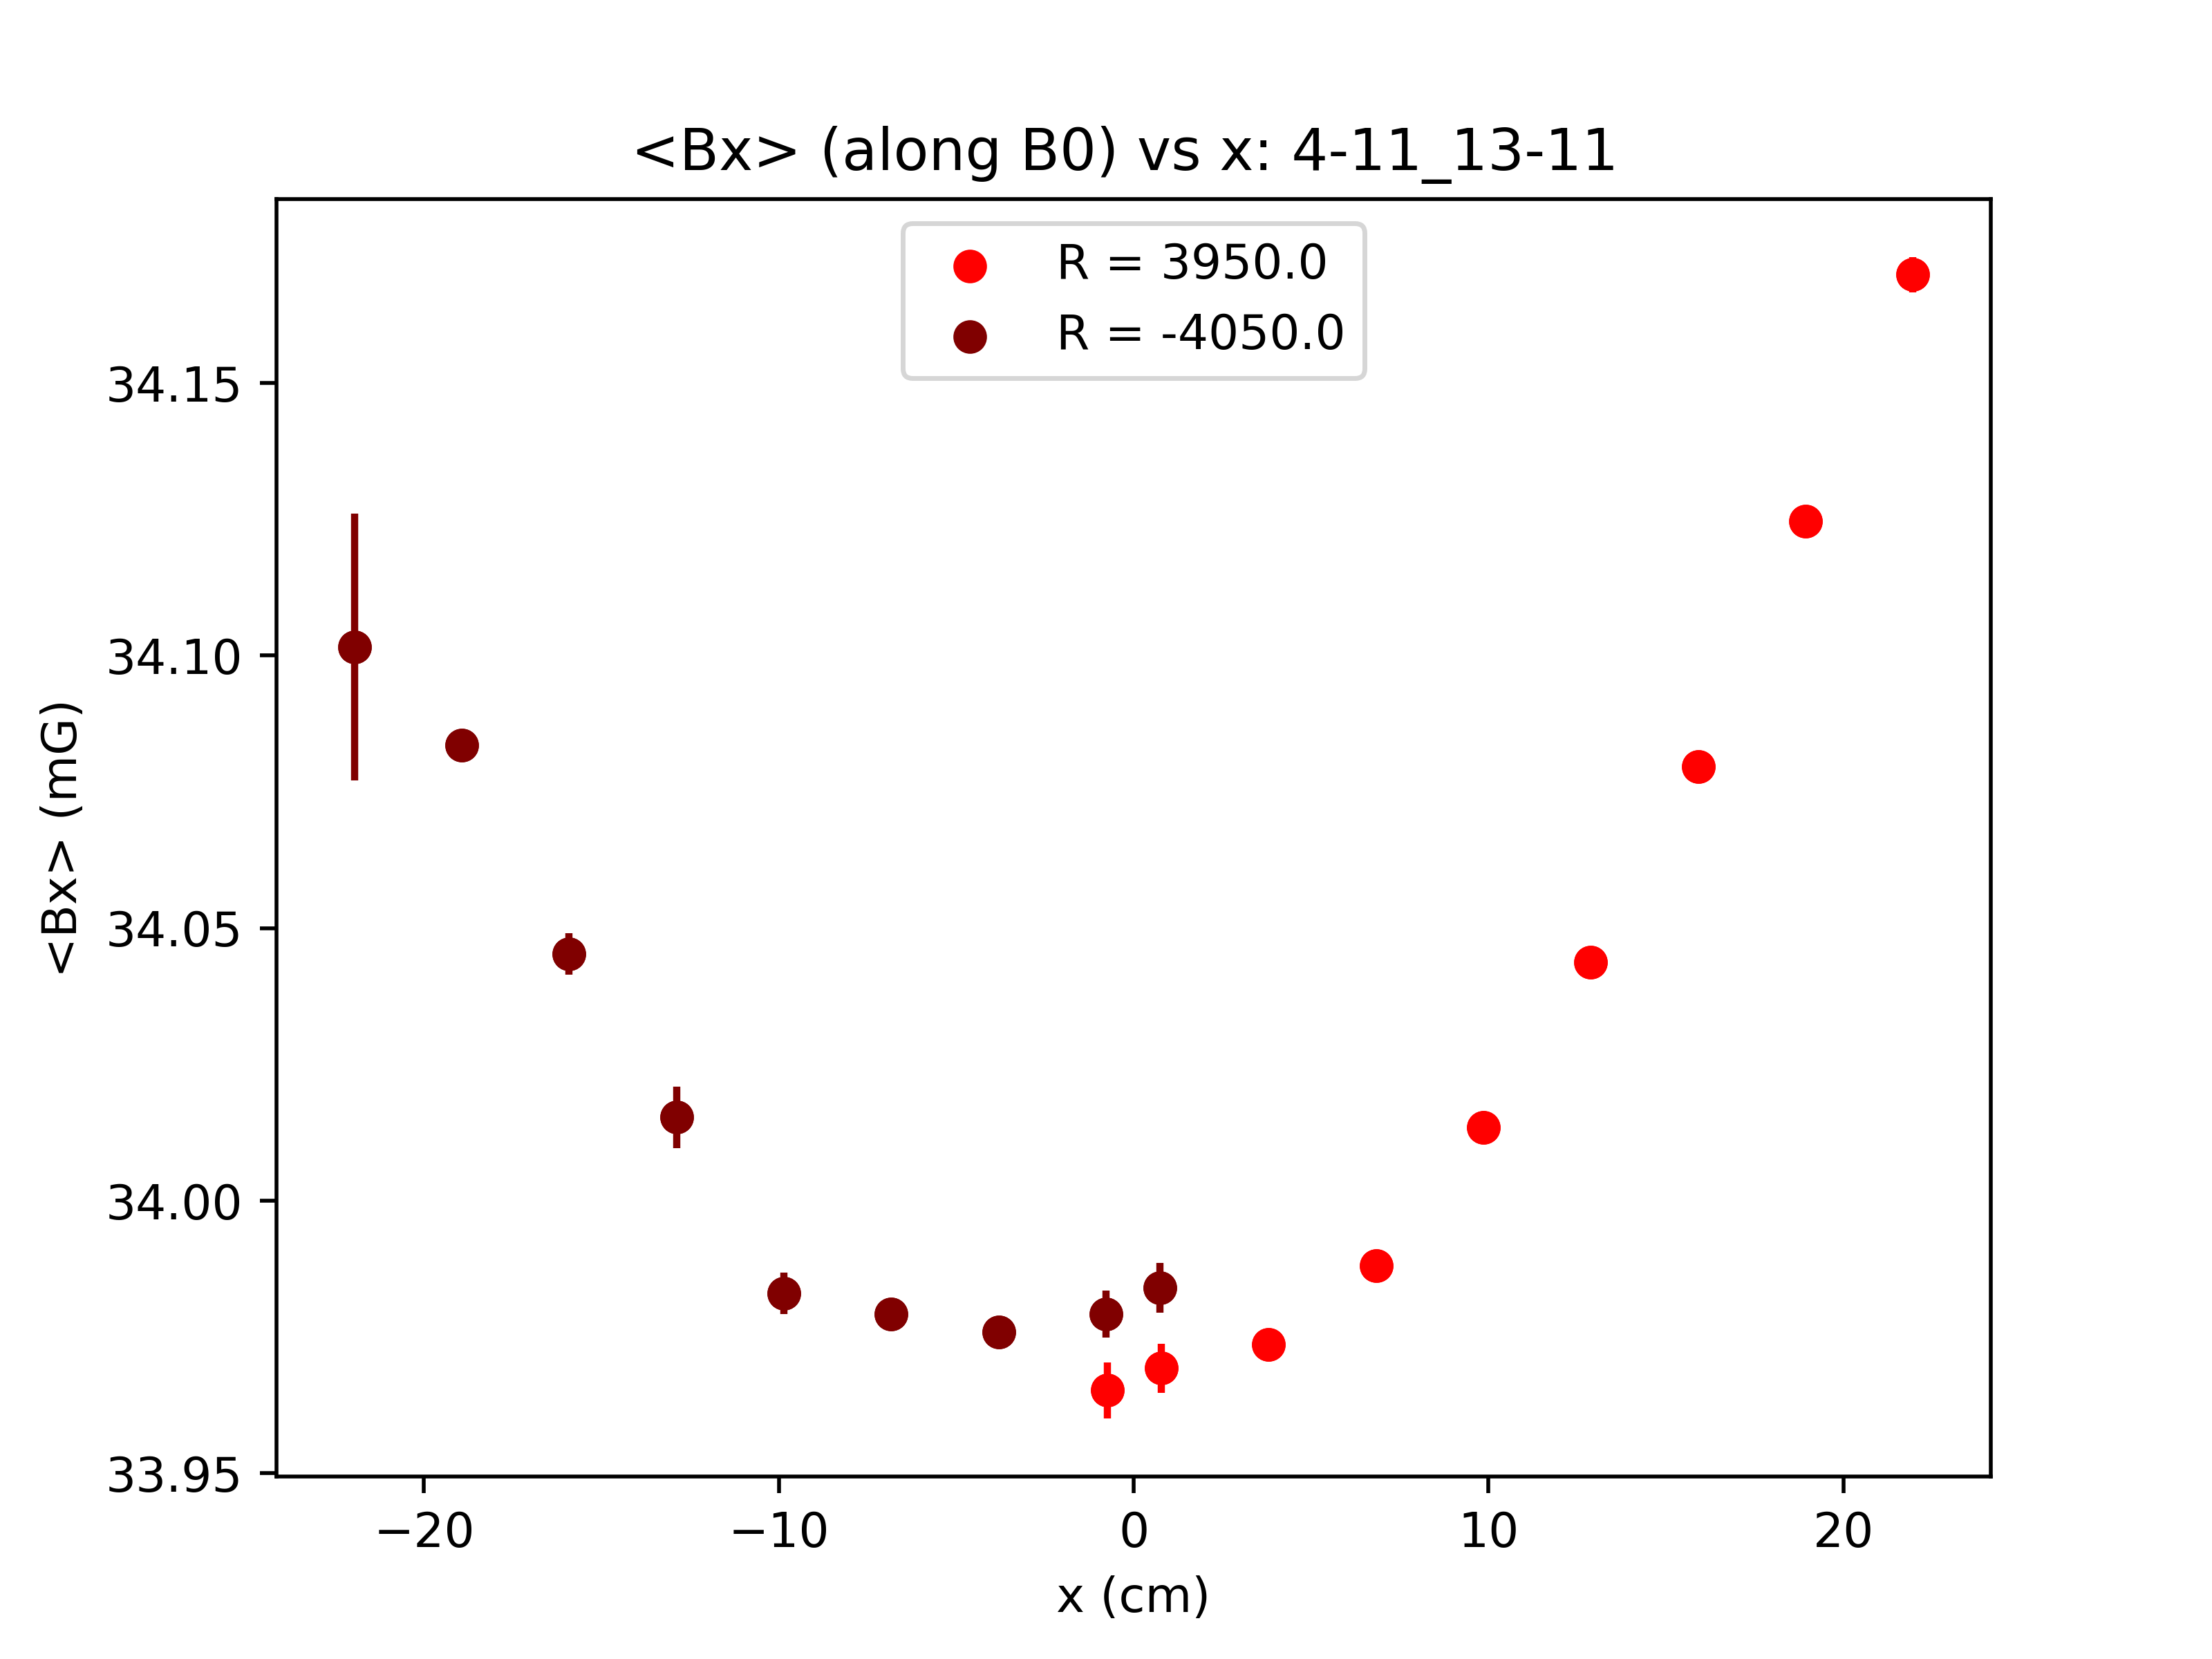 <Bx> (along B0) vs x: 4-11_13-11
R = 3950.0
R = -4050.0
<Bx> (mG)
34.15
34.10
34.05
34.00
33.95
−20 −10 0 10 20
x (cm)